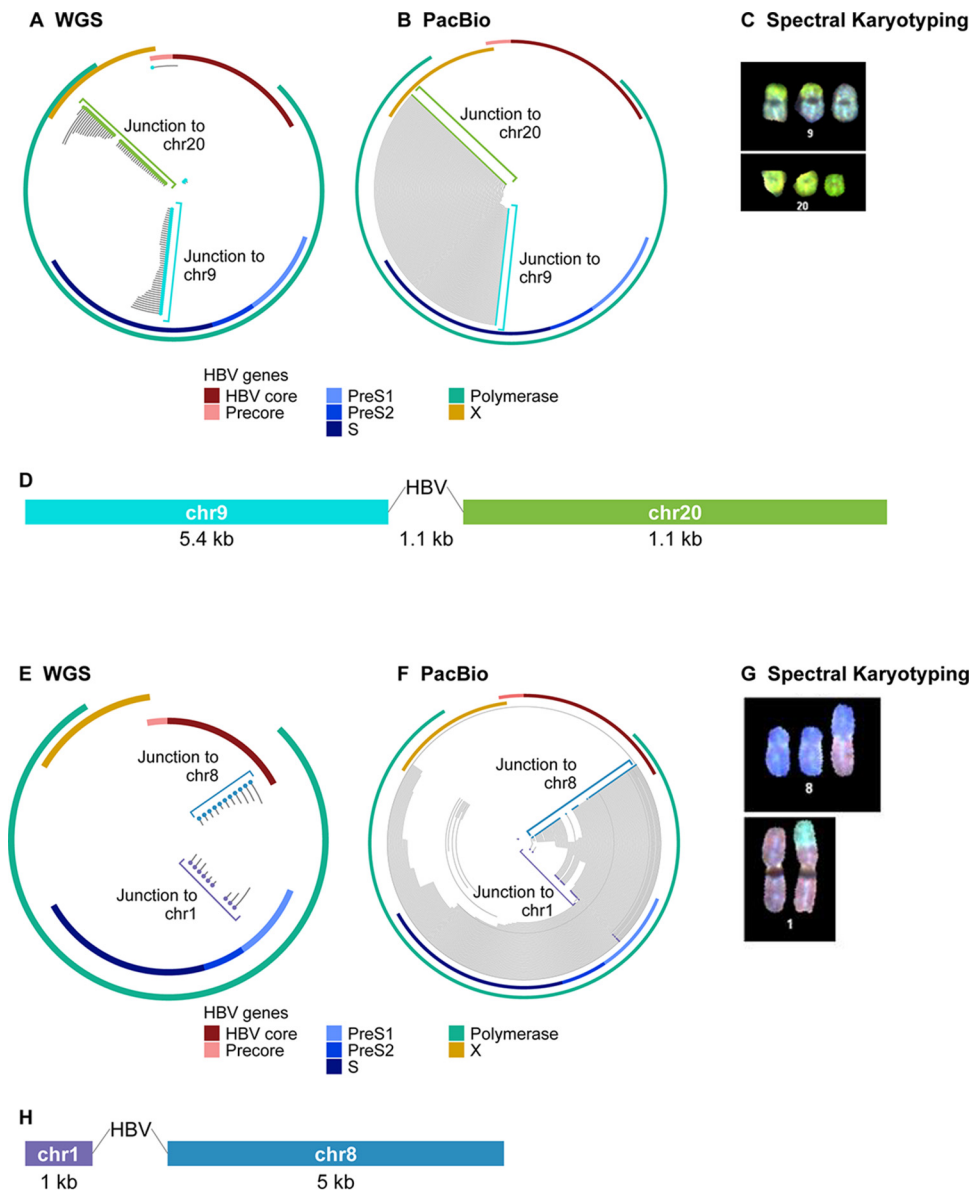 A WGS
B PacBio
C Spectral Karyotyping
Junction to
chr20
Junction to
chr9
Junction to
chr20
Junction to
chr9
9
20
HBV genes
HBV core
Precore
PreS1
PreS2
S
Polymerase
X
D
HBV
chr9
chr20
5.4 kb
1.1 kb
1.1 kb
E WGS
F PacBio
G Spectral Karyotyping
Junction to
chr8
Junction to
chr1
Junction to
chr8
Junction to
chr1
8
1
HBV genes
HBV core
Precore
PreS1
PreS2
S
Polymerase
X
H
HBV
chr1
chr8
1 kb
5 kb